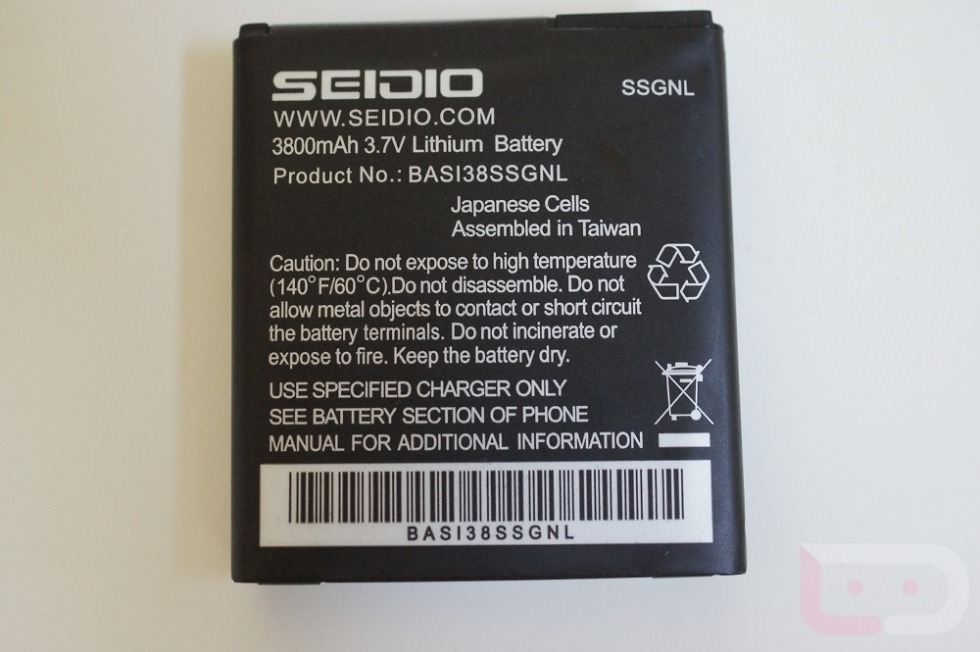 SEIDIO
SSGNL
WWW.SEIDIO.COM
3800mAh 3.7V Lithium Battery
Product No.: BASI38SSGNL
Japanese Cells
Assembled in Taiwan
Caution: Do not expose to high temperature
(140°F/60°C).Do not disassemble. Do not
allow metal objects to contact or short circuit
the battery terminals. Do not incinerate or
expose to fire. Keep the battery dry.
USE SPECIFIED CHARGER ONLY
SEE BATTERY SECTION OF PHONE
MANUAL FOR ADDITIONAL INFORMATION
BASI38SSGNL